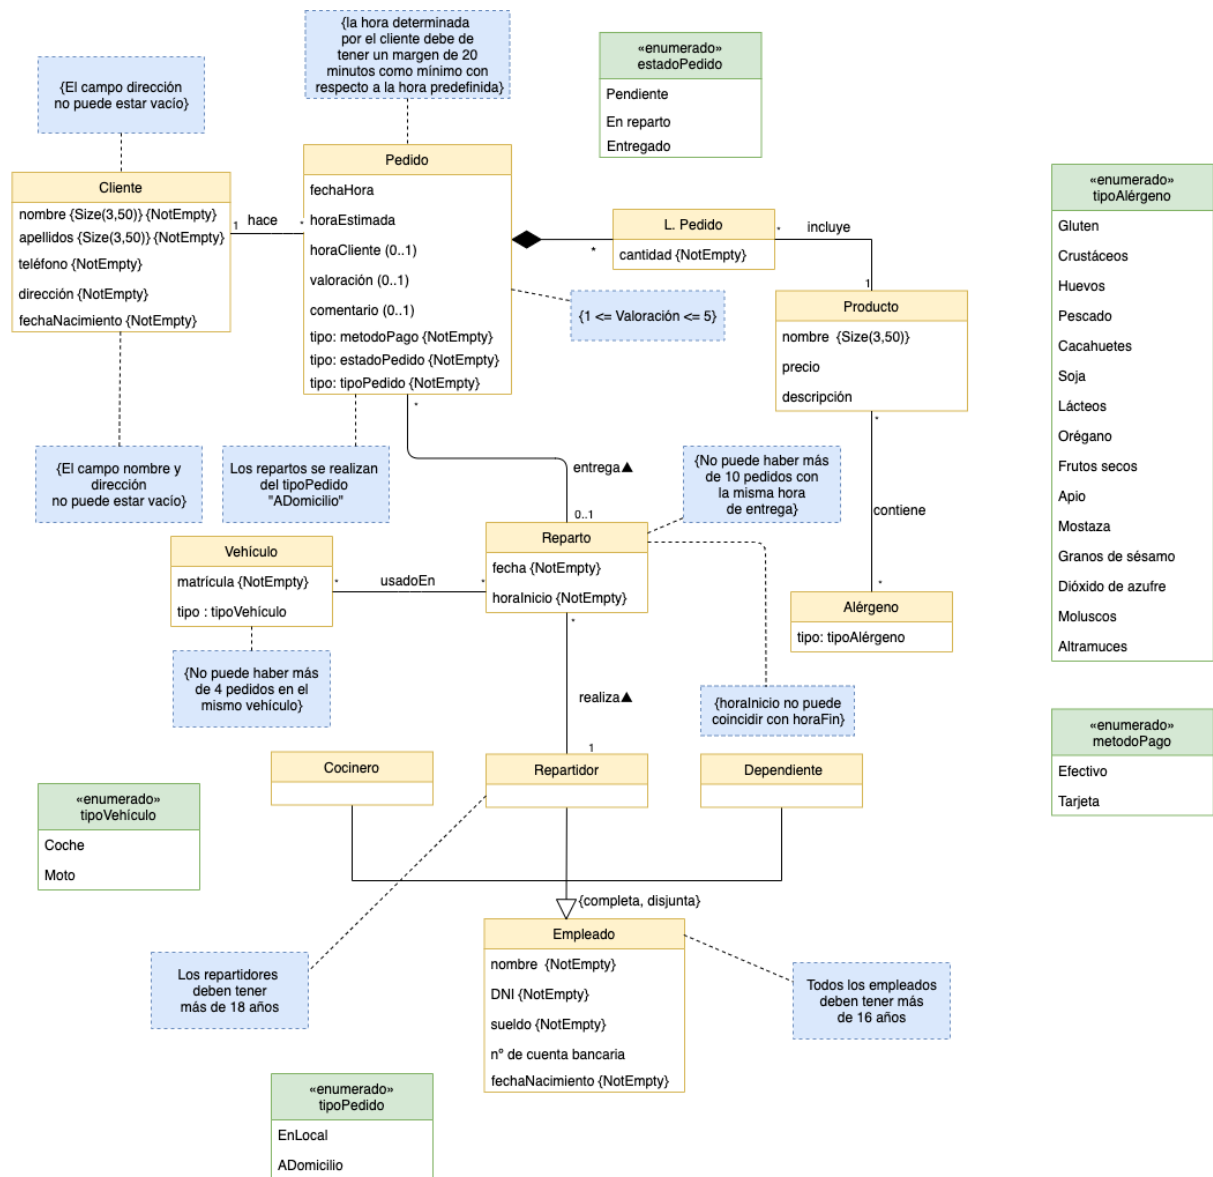 {la hora determinada
por el cliente debe de
tener un margen de 20
minutos como mínimo con
respecto a la hora predefinida}
«enumerado»
estadoPedido
Pendiente
En reparto
Entregado
{El campo dirección
no puede estar vacío}
Cliente
nombre {Size(3,50)} {NotEmpty}
apellidos {Size(3,50)} {NotEmpty}
teléfono {NotEmpty}
dirección {NotEmpty}
fechaNacimiento {NotEmpty}
1
hace
*
Pedido
fechaHora
horaEstimada
horaCliente (0..1)
valoración (0..1)
comentario (0..1)
tipo: metodoPago {NotEmpty}
tipo: estadoPedido {NotEmpty}
tipo: tipoPedido {NotEmpty}
*
L. Pedido
cantidad {NotEmpty}
*
incluye
1
{1 <= Valoración <= 5}
Producto
nombre {Size(3,50)}
precio
descripción
«enumerado»
tipoAlérgeno
Gluten
Crustáceos
Huevos
Pescado
Cacahuetes
Soja
Lácteos
Orégano
Frutos secos
Apio
Mostaza
Granos de sésamo
Dióxido de azufre
Moluscos
Altramuces
*
*
{El campo nombre y
dirección
no puede estar vacío}
Los repartos se realizan
del tipoPedido
"ADomicilio"
entrega▲
0..1
{No puede haber más
de 10 pedidos con
la misma hora
de entrega}
contiene
*
Vehículo
matrícula {NotEmpty}
tipo : tipoVehículo
*
usadoEn
*
Reparto
fecha {NotEmpty}
horaInicio {NotEmpty}
*
Alérgeno
tipo: tipoAlérgeno
{No puede haber más
de 4 pedidos en el
mismo vehículo}
realiza▲
1
{horaInicio no puede
coincidir con horaFin}
«enumerado»
metodoPago
Efectivo
Tarjeta
Cocinero
Repartidor
Dependiente
«enumerado»
tipoVehículo
Coche
Moto
{completa, disjunta}
Empleado
nombre {NotEmpty}
DNI {NotEmpty}
sueldo {NotEmpty}
nº de cuenta bancaria
fechaNacimiento {NotEmpty}
Los repartidores
deben tener
más de 18 años
Todos los empleados
deben tener más
de 16 años
«enumerado»
tipoPedido
EnLocal
ADomicilio